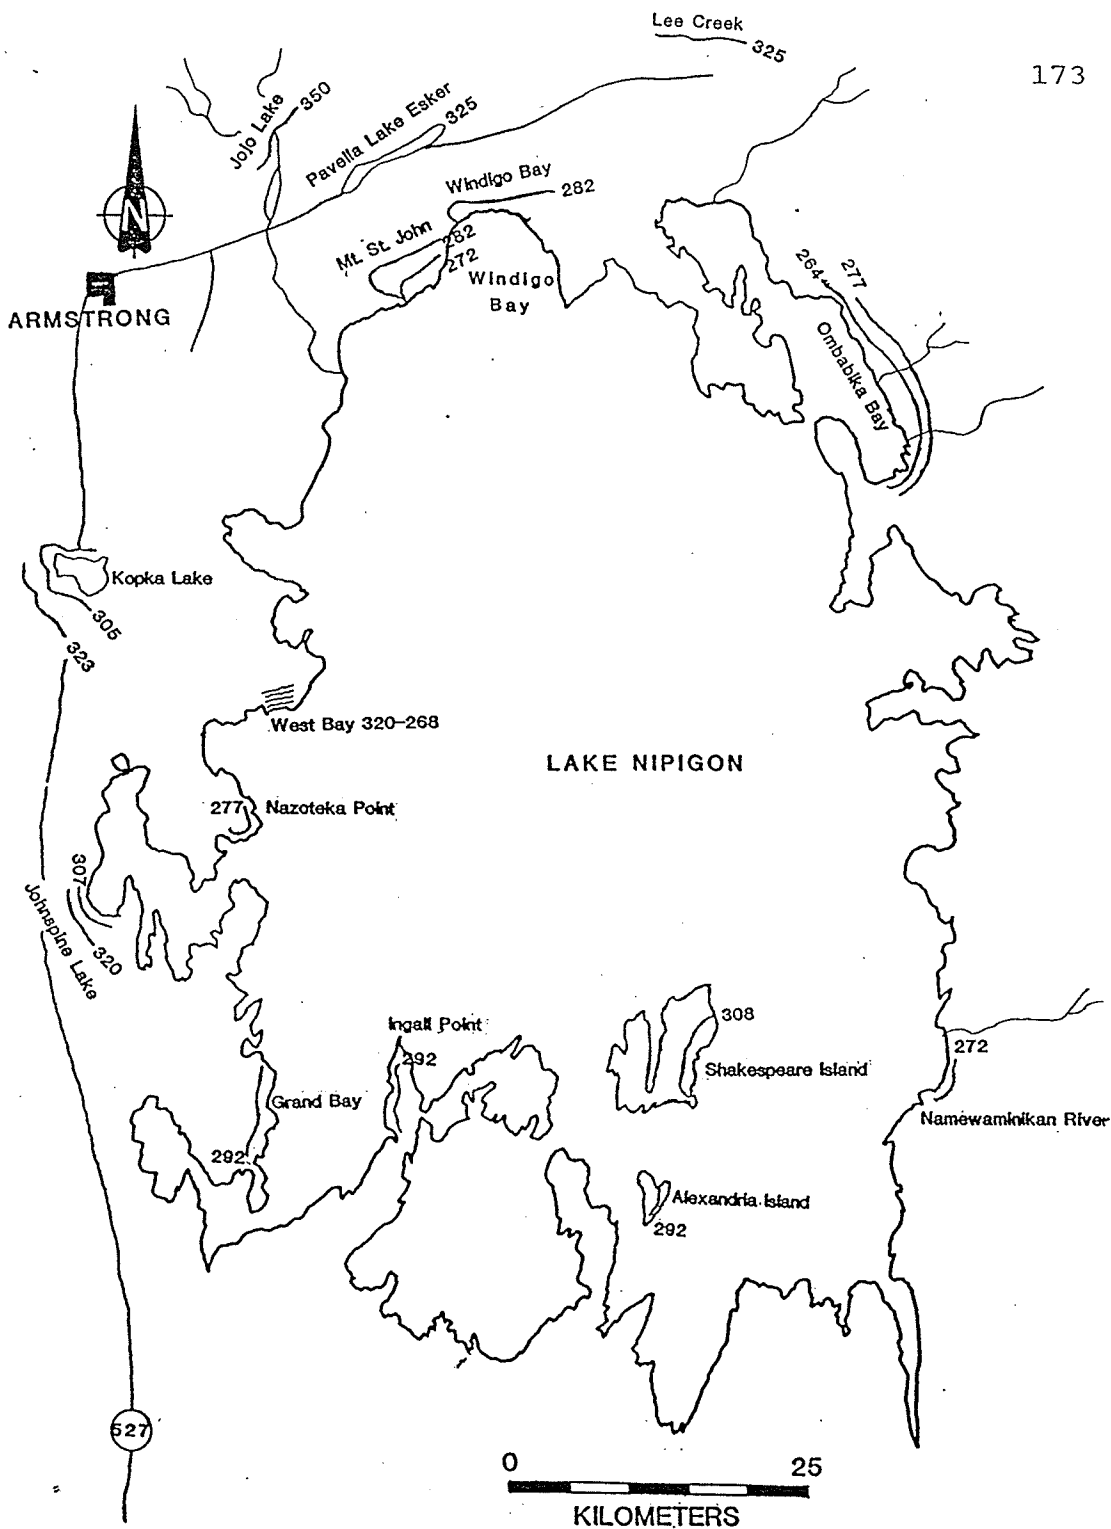 Lee Creek
325
173
350
Jojo Lake
Pavella Lake Esker
325
Windigo Bay
282
N
Mt. St. John
282
272
Windigo
Bay
264
277
ARMSTRONG
Ombabika Bay
Kopka Lake
305
323
West Bay 320-268
LAKE NIPIGON
277
Nazoteka Point
307
Johnspine Lake
320
Ingall Point
292
308
Shakespeare Island
272
Grand Bay
Namewaminikan River
292
Alexandria Island
292
527
0 25
KILOMETERS